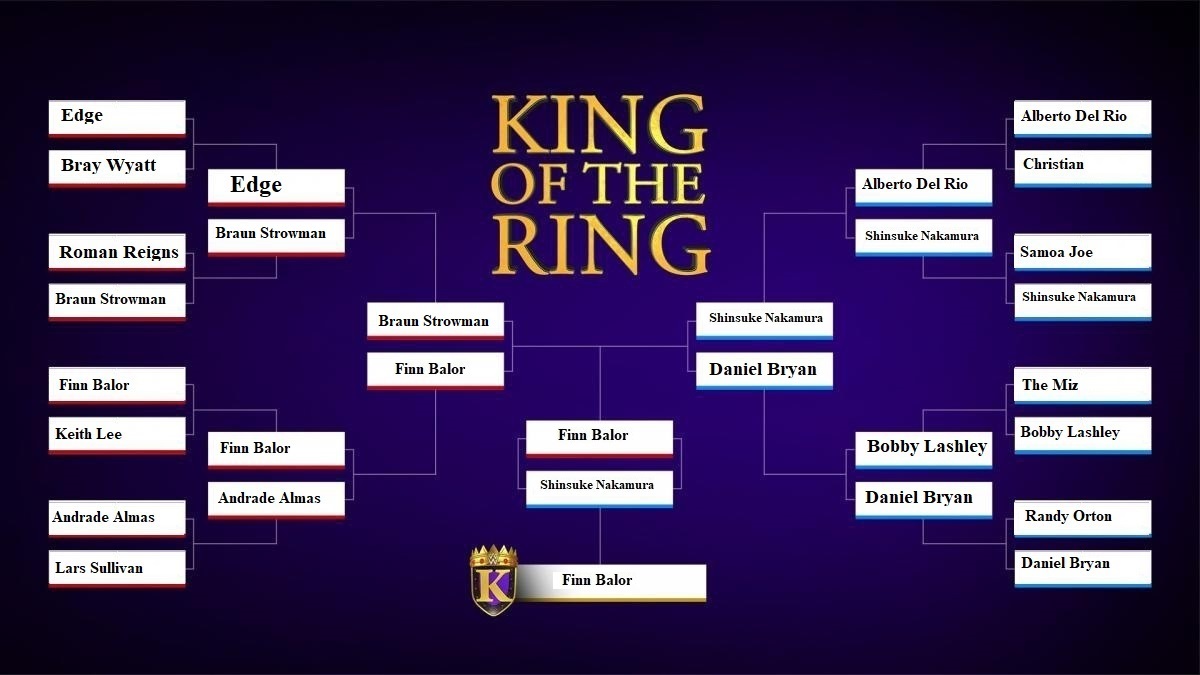 KING
OF THE
RING
Edge
Bray Wyatt
Roman Reigns
Braun Strowman
Finn Balor
Keith Lee
Andrade Almas
Lars Sullivan
Edge
Braun Strowman
Finn Balor
Andrade Almas
Braun Strowman
Finn Balor
Finn Balor
Shinsuke Nakamura
K
Finn Balor
Shinsuke Nakamura
Daniel Bryan
Alberto Del Rio
Shinsuke Nakamura
Bobby Lashley
Daniel Bryan
Alberto Del Rio
Christian
Samoa Joe
Shinsuke Nakamura
The Miz
Bobby Lashley
Randy Orton
Daniel Bryan